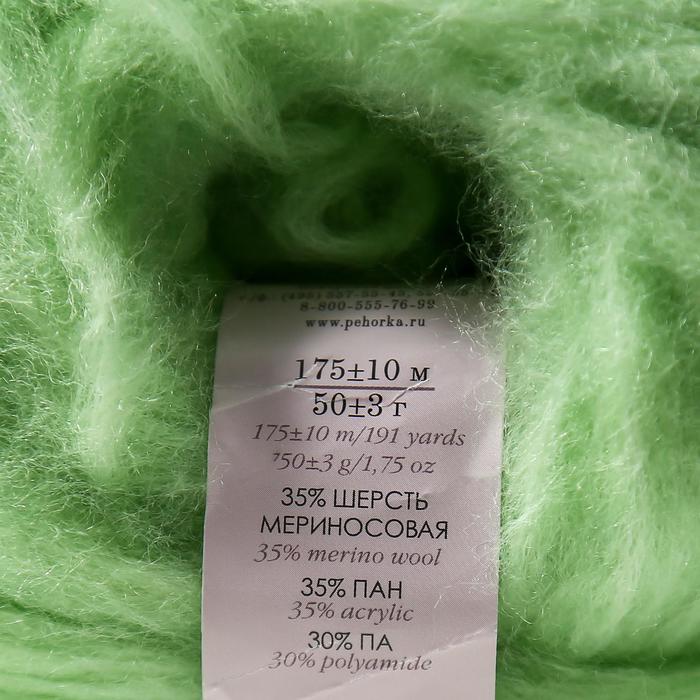 8-800-555-76-99
www.pehorka.ru
175±10 м
50±3 г
175±10 m/191 yards
50±3 g/1,75 oz
35% ШЕРСТЬ
МЕРИНОСОВАЯ
35% merino wool
35% ПАН
35% acrylic
30% ПА
30% polyamide